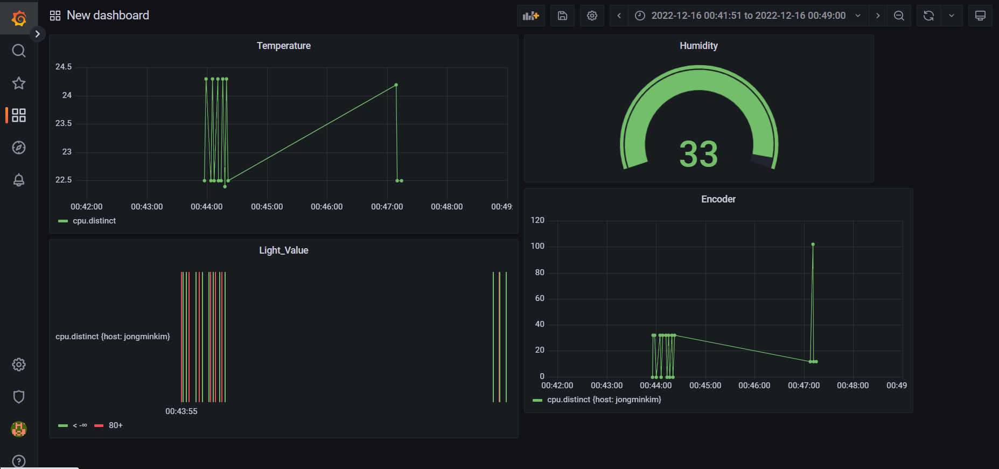 New dashboard
2022-12-16 00:41:51 to 2022-12-16 00:49:00
Temperature
24.5
24
23.5
23
22.5
00:42:00 00:43:00 00:44:00 00:45:00 00:46:00 00:47:00 00:48:00 00:49:
cpu.distinct
Humidity
33
Light_Value
cpu.distinct {host: jongminkim}
00:43:55
< -∞ 80+
Encoder
120
100
80
60
40
20
0
00:42:00 00:43:00 00:44:00 00:45:00 00:46:00 00:47:00 00:48:00 00:49
cpu.distinct {host: jongminkim}